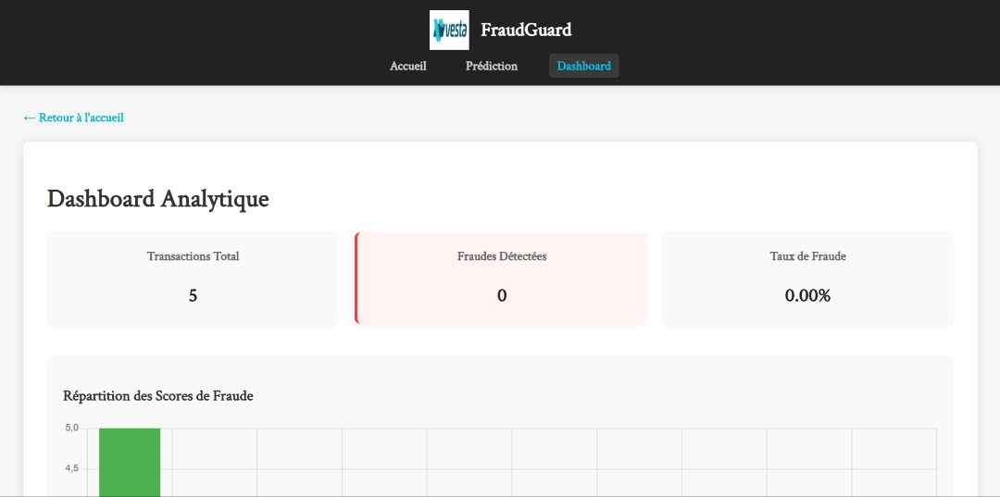 vesta FraudGuard
Accueil Prédiction Dashboard
← Retour à l'accueil
Dashboard Analytique
Transactions Total
5
Fraudes Détectées
0
Taux de Fraude
0.00%
Répartition des Scores de Fraude
5,0
4,5